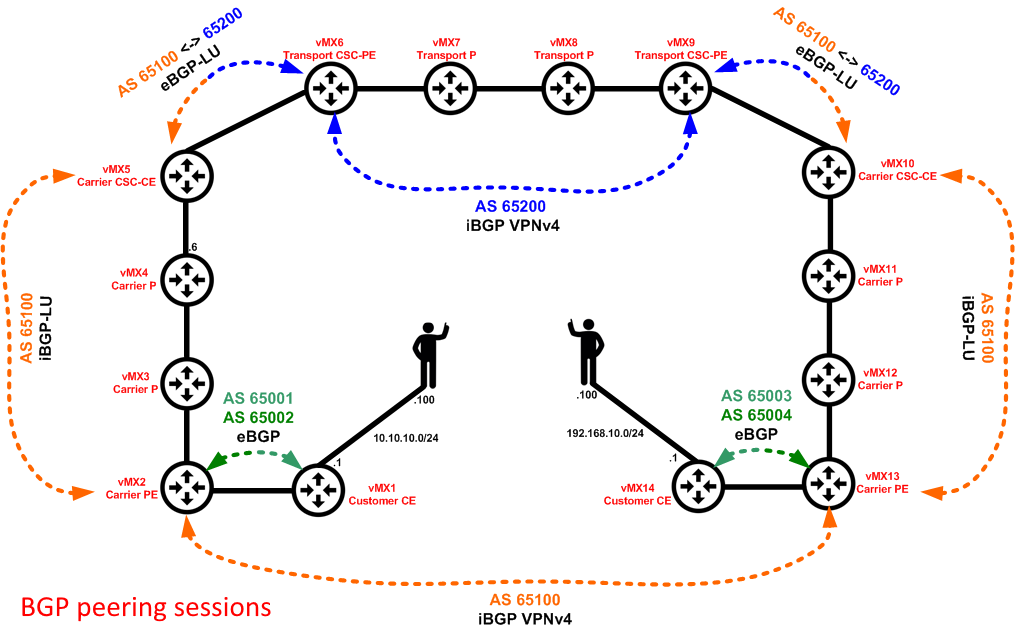 AS 65100 <-> 65200
eBGP-LU
vMX6
Transport CSC-PE
vMX7
Transport P
vMX8
Transport P
vMX9
Transport CSC-PE
AS 65100 <-> 65200
eBGP-LU
vMX5
Carrier CSC-CE
vMX10
Carrier CSC-CE
AS 65200
iBGP VPNv4
.6
vMX4
Carrier P
vMX11
Carrier P
AS 65100
iBGP-LU
AS 65100
iBGP-LU
vMX3
Carrier P
vMX12
Carrier P
AS 65001
AS 65002
eBGP
.100
10.10.10.0/24
.1
.100
192.168.10.0/24
.1
AS 65003
AS 65004
eBGP
vMX2
Carrier PE
vMX1
Customer CE
vMX14
Customer CE
vMX13
Carrier PE
BGP peering sessions
AS 65100
iBGP VPNv4